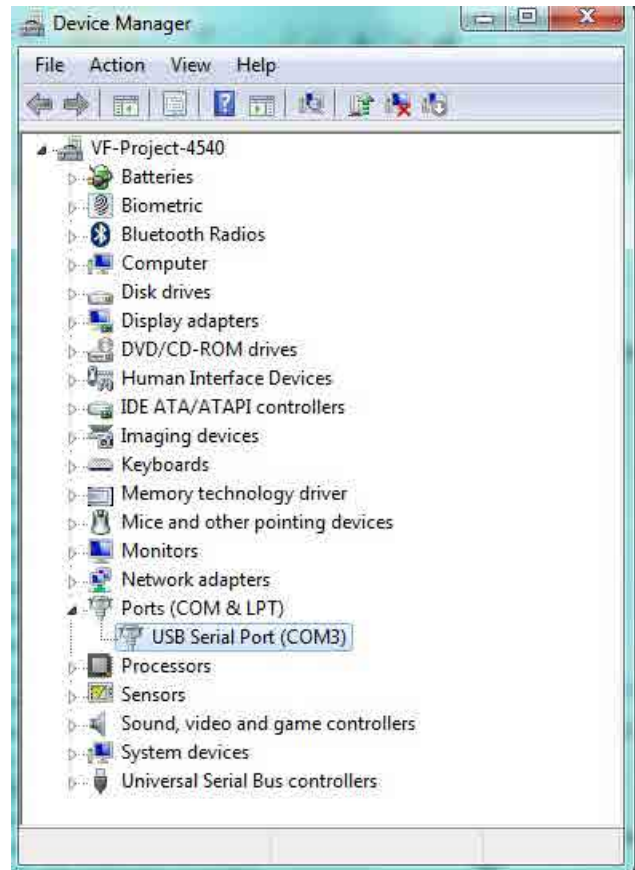 Device Manager
File Action View Help
VF-Project-4540
Batteries
Biometric
Bluetooth Radios
Computer
Disk drives
Display adapters
DVD/CD-ROM drives
Human Interface Devices
IDE ATA/ATAPI controllers
Imaging devices
Keyboards
Memory technology driver
Mice and other pointing devices
Monitors
Network adapters
Ports (COM & LPT)
USB Serial Port (COM3)
Processors
Sensors
Sound, video and game controllers
System devices
Universal Serial Bus controllers